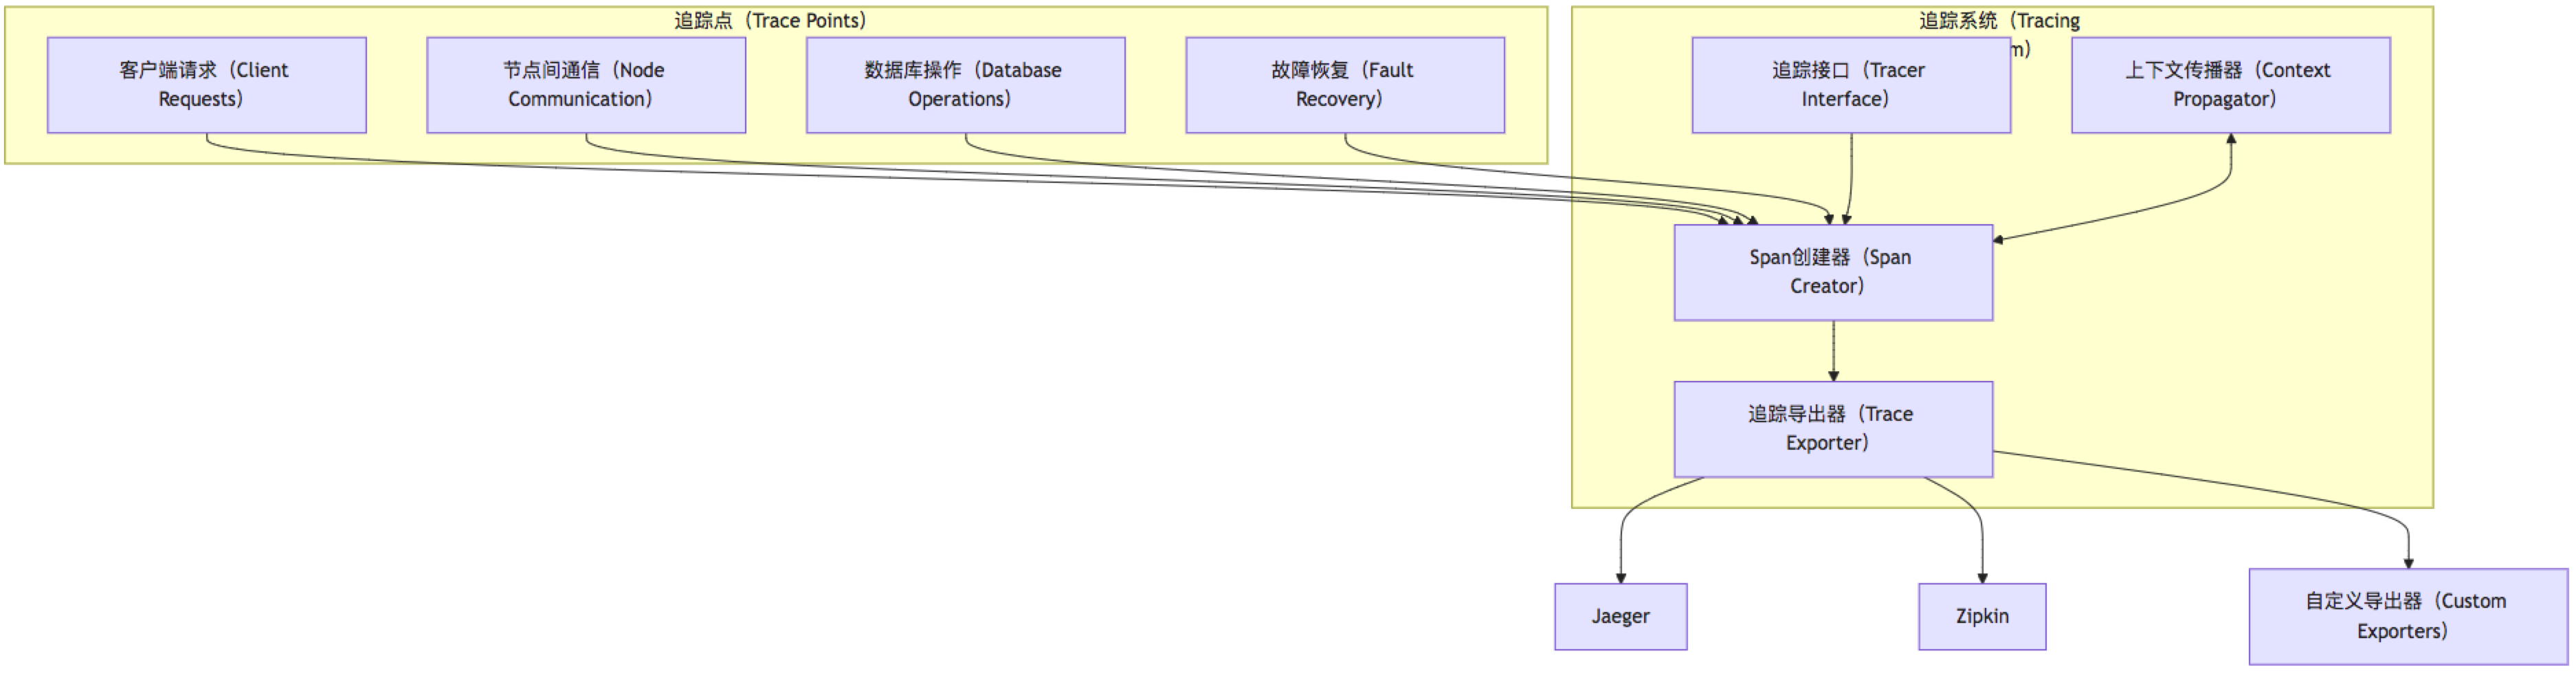 追踪点（Trace Points）
客户端请求（Client
Requests）
节点间通信（Node
Communication）
数据库操作（Database
Operations）
故障恢复（Fault
Recovery）
追踪系统（Tracing
m）
追踪接口（Tracer
Interface）
上下文传播器（Context
Propagator）
Span创建器（Span
Creator）
追踪导出器（Trace
Exporter）
Jaeger
Zipkin
自定义导出器（Custom
Exporters）